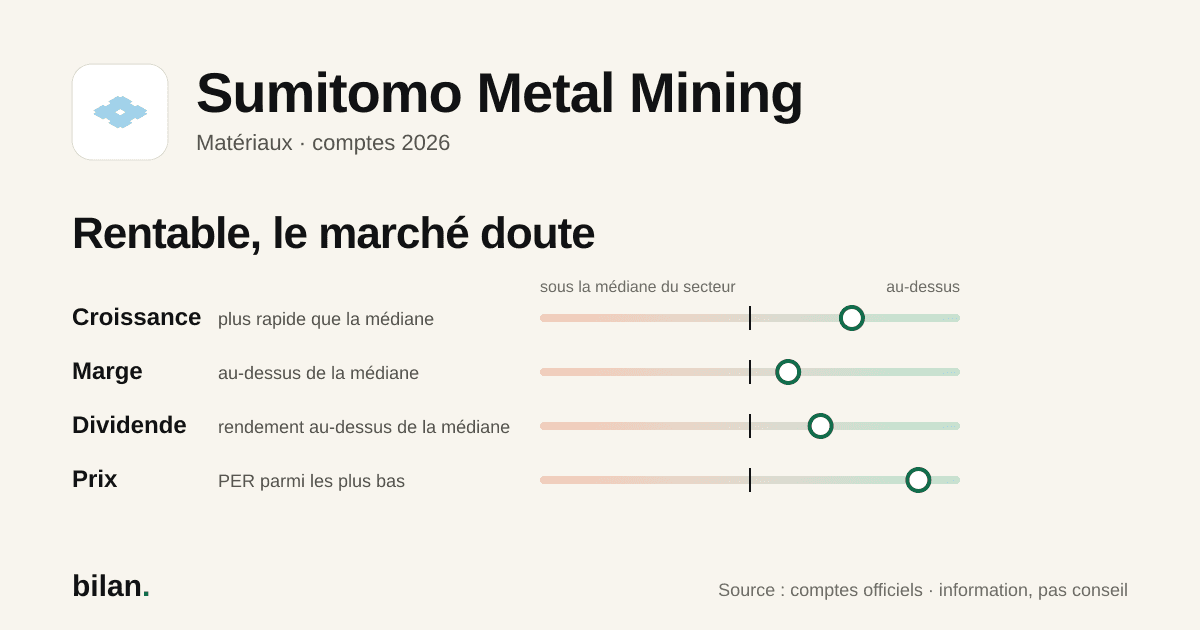 Sumitomo Metal Mining
Matériaux · comptes 2026
Rentable, le marché doute
sous la médiane du secteur au-dessus
Croissance plus rapide que la médiane
Marge au-dessus de la médiane
Dividende rendement au-dessus de la médiane
Prix PER parmi les plus bas
bilan.
Source : comptes officiels · information, pas conseil